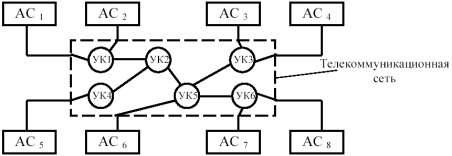 АС 1 АС 2 АС 3 АС 4
УК1 УК2 УК3
Телекоммуникационная
сеть
УК4 УК5 УК6
АС 5 АС 6 АС 7 АС 8